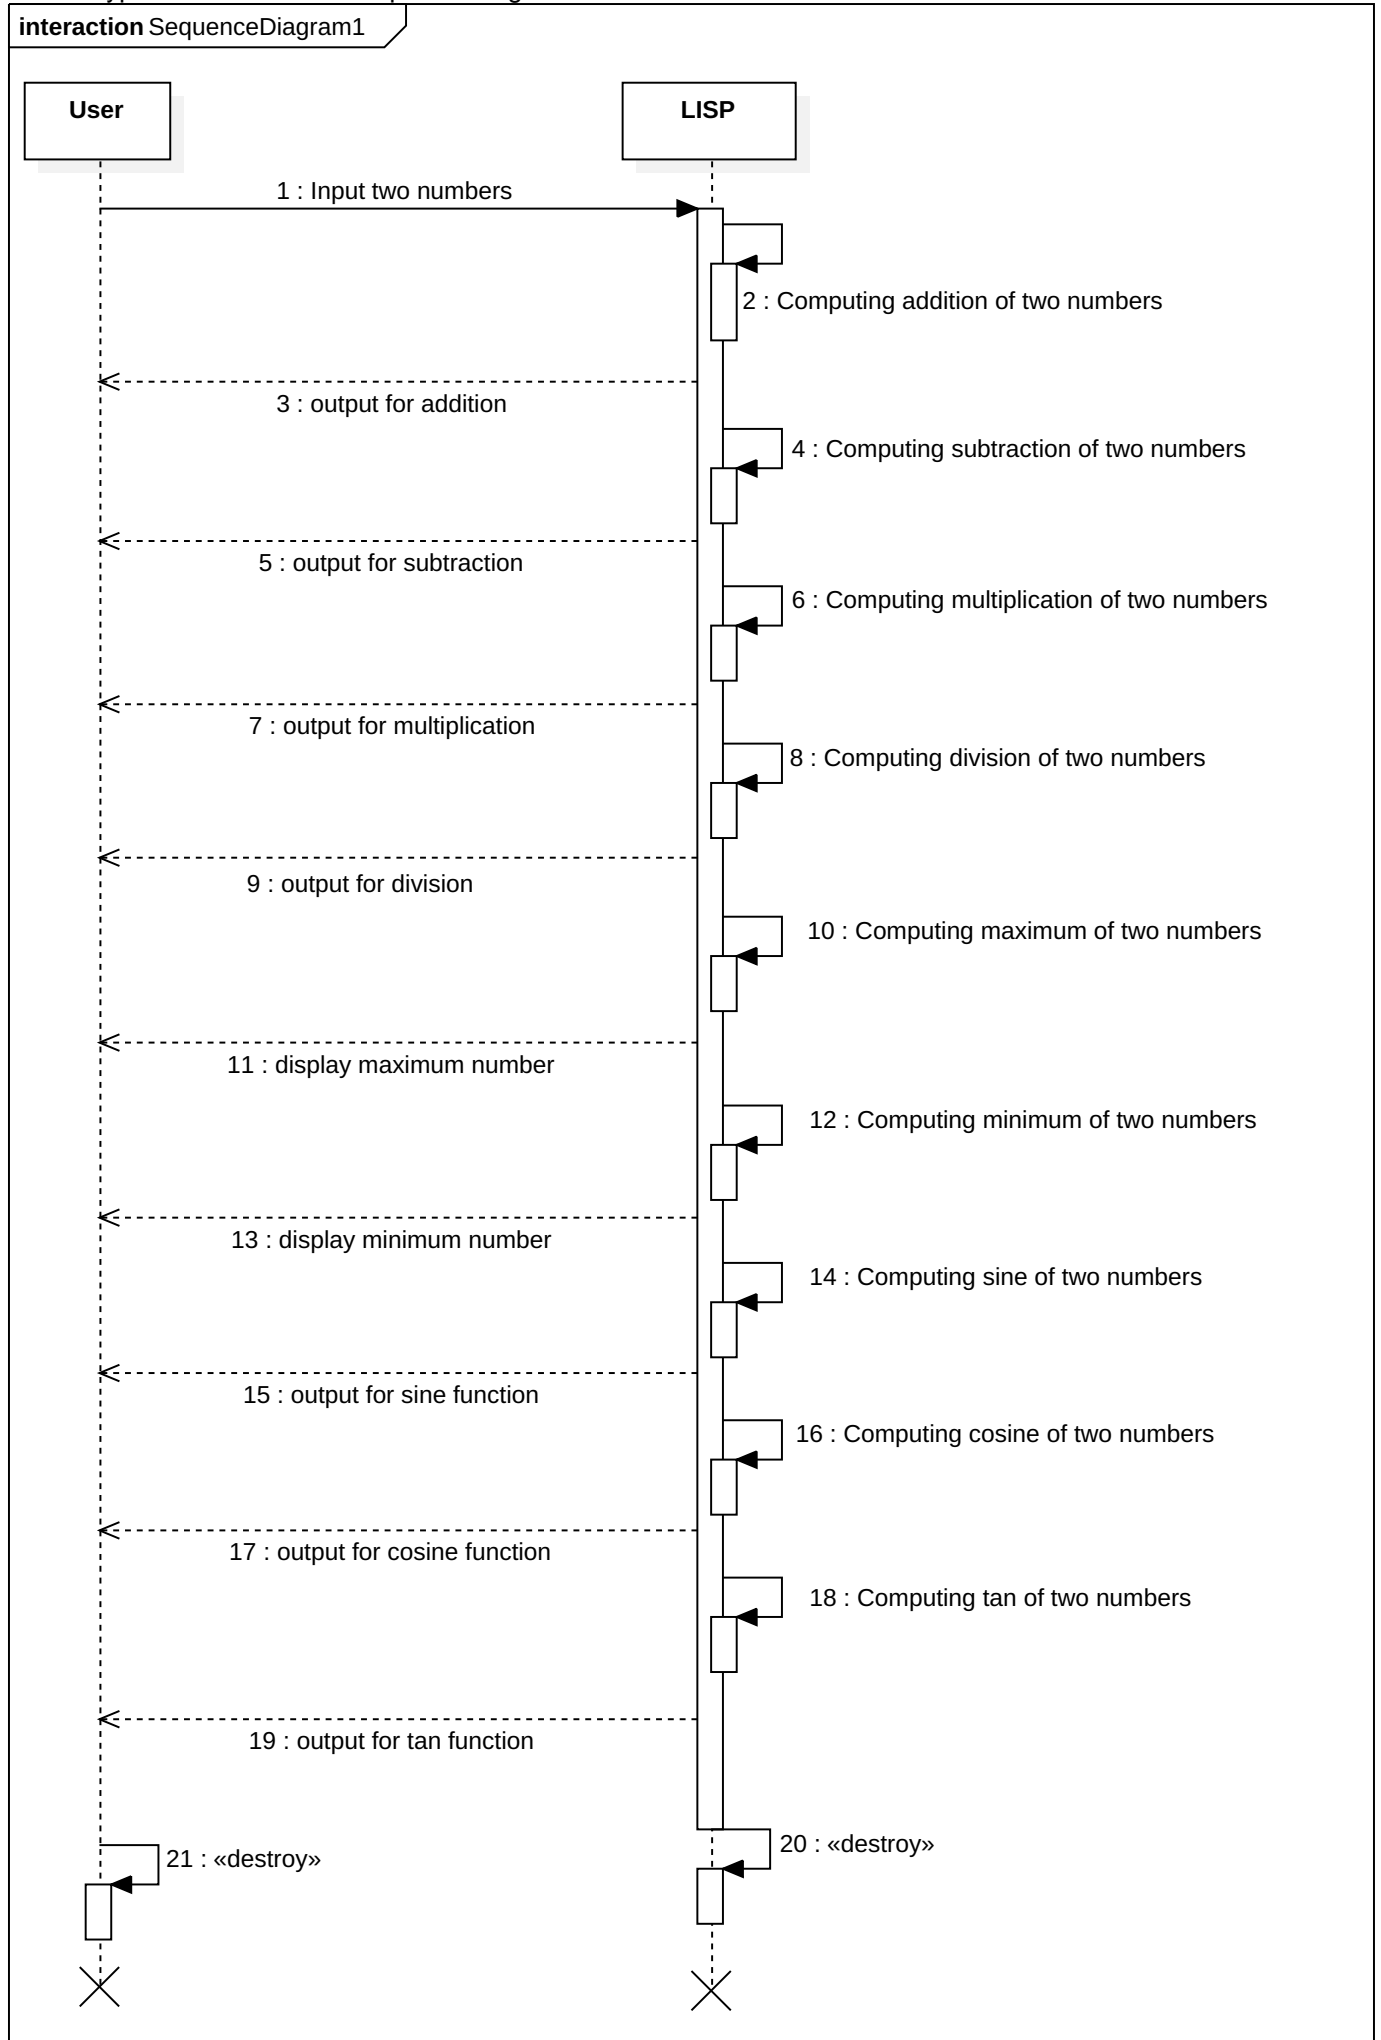 interaction SequenceDiagram1
User
LISP
1 : Input two numbers
2 : Computing addition of two numbers
3 : output for addition
4 : Computing subtraction of two numbers
5 : output for subtraction
6 : Computing multiplication of two numbers
7 : output for multiplication
8 : Computing division of two numbers
9 : output for division
10 : Computing maximum of two numbers
11 : display maximum number
12 : Computing minimum of two numbers
13 : display minimum number
14 : Computing sine of two numbers
15 : output for sine function
16 : Computing cosine of two numbers
17 : output for cosine function
18 : Computing tan of two numbers
19 : output for tan function
20 : «destroy»
21 : «destroy»